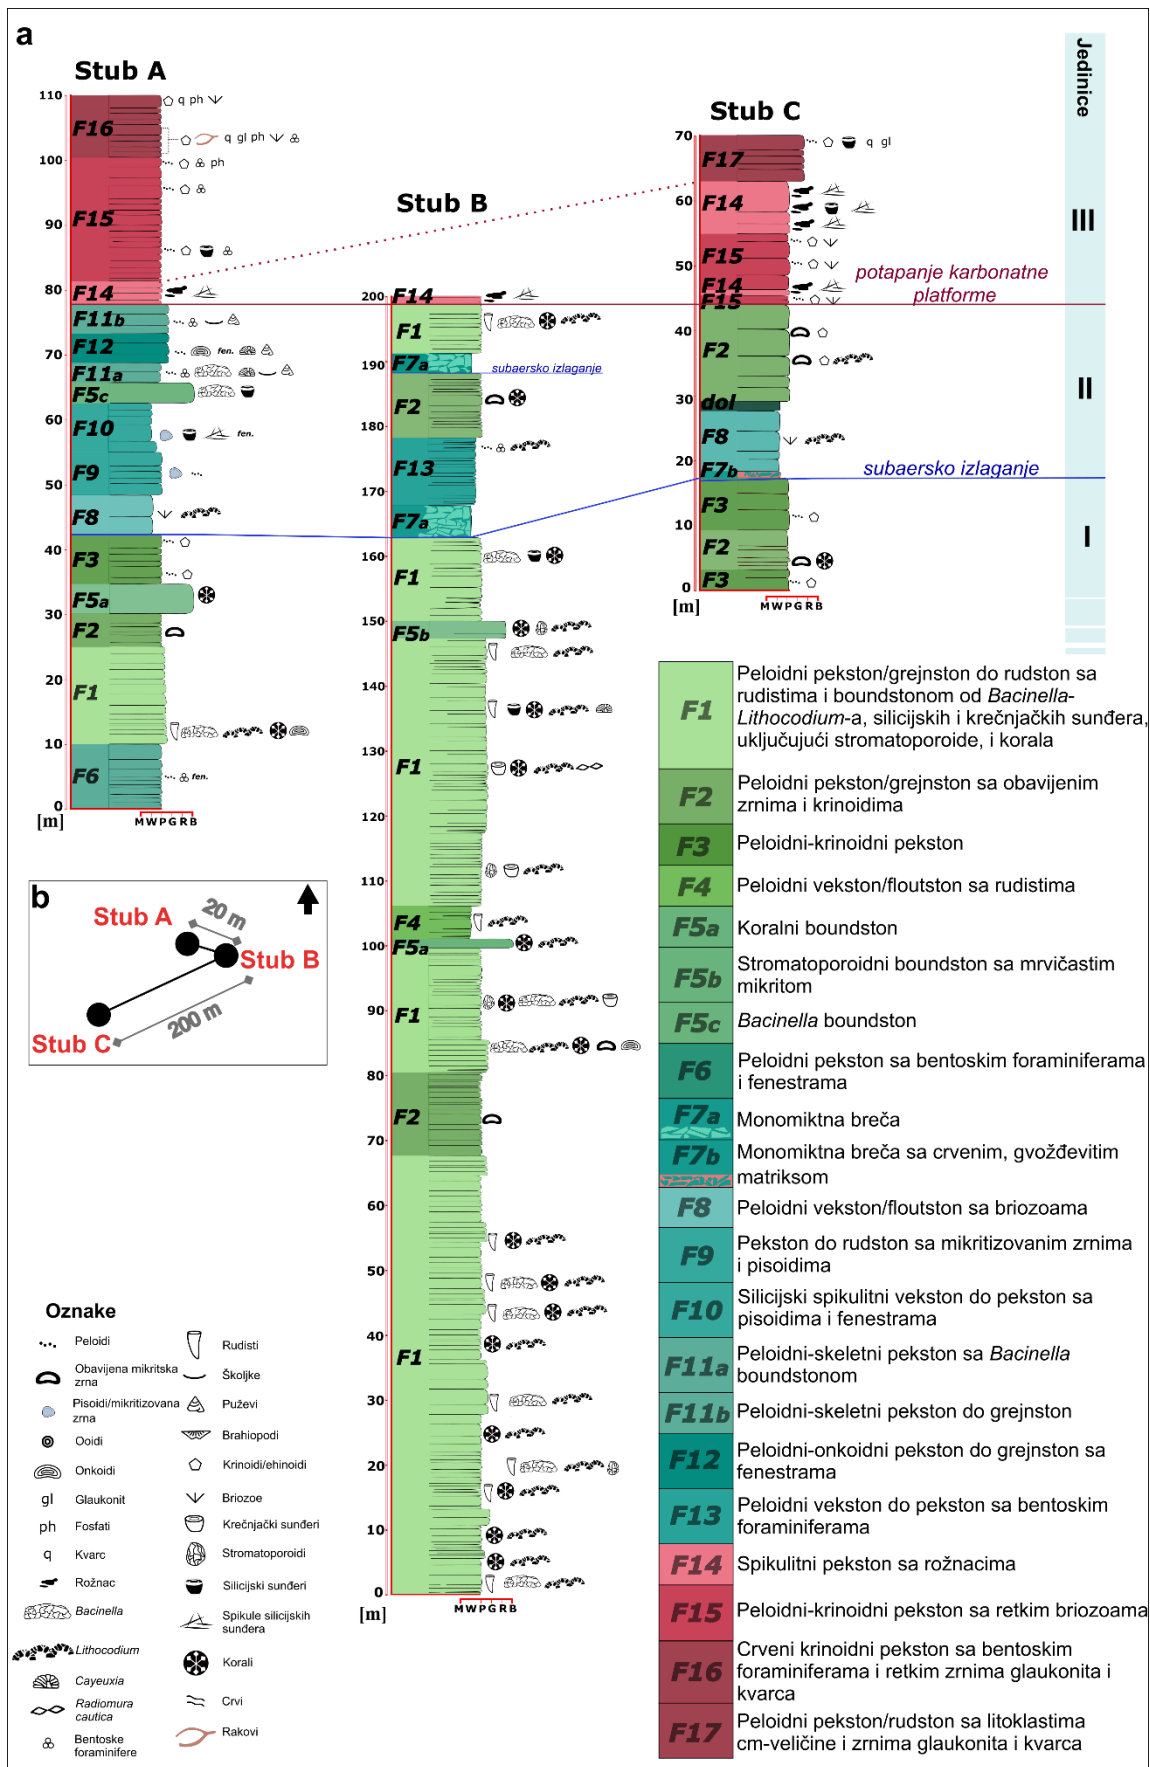 a
Stub A
110
F16
q ph
q gl ph
100
ph
90
F15
80
F14
F11b
70
F12
fen.
F11a
F5c
60
F10
fen.
50
F9
F8
40
F3
F5a
30
F2
20
F1
10
F6
fen.
0
[m]
M W P G R B
Stub B
200
F14
F1
190
F7a
subaersko izlaganje
F2
180
F13
170
F7a
160
F1
150
F5b
140
130
F1
120
110
F4
100
F5a
90
F1
80
F2
70
60
50
40
F1
30
20
10
0
[m]
M W P G R B
Stub C
70
F17
q gl
60
F14
F15
50
F14
F15
40
F2
30
dol
F8
20
F7b
F3
10
F2
F3
0
[m]
M W P G R B
potapanje karbonatne
platforme
subaersko izlaganje
Jedinice
III
II
I
b
Stub A
20 m
Stub B
200 m
Stub C
Oznake
Peloidi
Obavijena mikritska
zrna
Pisoidi/mikritizovana
zrna
Ooidi
Onkoidi
gl Glaukonit
ph Fosfati
q Kvarc
Rožnac
Bacinella
Lithocodium
Cayeuxia
Radiomura
cautica
Bentoske
foraminifere
Rudisti
Školjke
Puževi
Brahiopodi
Krinoidi/ehinoidi
Briozoe
Krečnjački sunđeri
Stromatoporoidi
Silicijski sunđeri
Spikule silicijskih
sunđera
Korali
Crvi
Rakovi
F1 Peloidni pekston/grejnston do rudston sa
rudistima i boundstonom od Bacinella-
Lithocodium-a, silicijskih i krečnjačkih sunđera,
uključujući stromatoporoide, i korala
F2 Peloidni pekston/grejnston sa obavijenim
zrnima i krinoidima
F3 Peloidni-krinoidni pekston
F4 Peloidni vekston/floutston sa rudistima
F5a Koralni boundston
F5b Stromatoporoidni boundston sa mrvičastim
mikritom
F5c Bacinella boundston
F6 Peloidni pekston sa bentoskim foraminiferama
i fenestrama
F7a Monomiktna breča
F7b Monomiktna breča sa crvenim, gvožđevitim
matriksom
F8 Peloidni vekston/floutston sa briozoama
F9 Pekston do rudston sa mikritizovanim zrnima
i pisoidima
F10 Silicijski spikulitni vekston do pekston sa
pisoidima i fenestrama
F11a Peloidni-skeletni pekston sa Bacinella
boundstonom
F11b Peloidni-skeletni pekston do grejnston
F12 Peloidni-onkoidni pekston do grejnston sa
fenestrama
F13 Peloidni vekston do pekston sa bentoskim
foraminiferama
F14 Spikulitni pekston sa rožnacima
F15 Peloidni-krinoidni pekston sa retkim briozoama
F16 Crveni krinoidni pekston sa bentoskim
foraminiferama i retkim zrnima glaukonita i
kvarca
F17 Peloidni pekston/rudston sa litoklastima
cm-veličine i zrnima glaukonita i kvarca